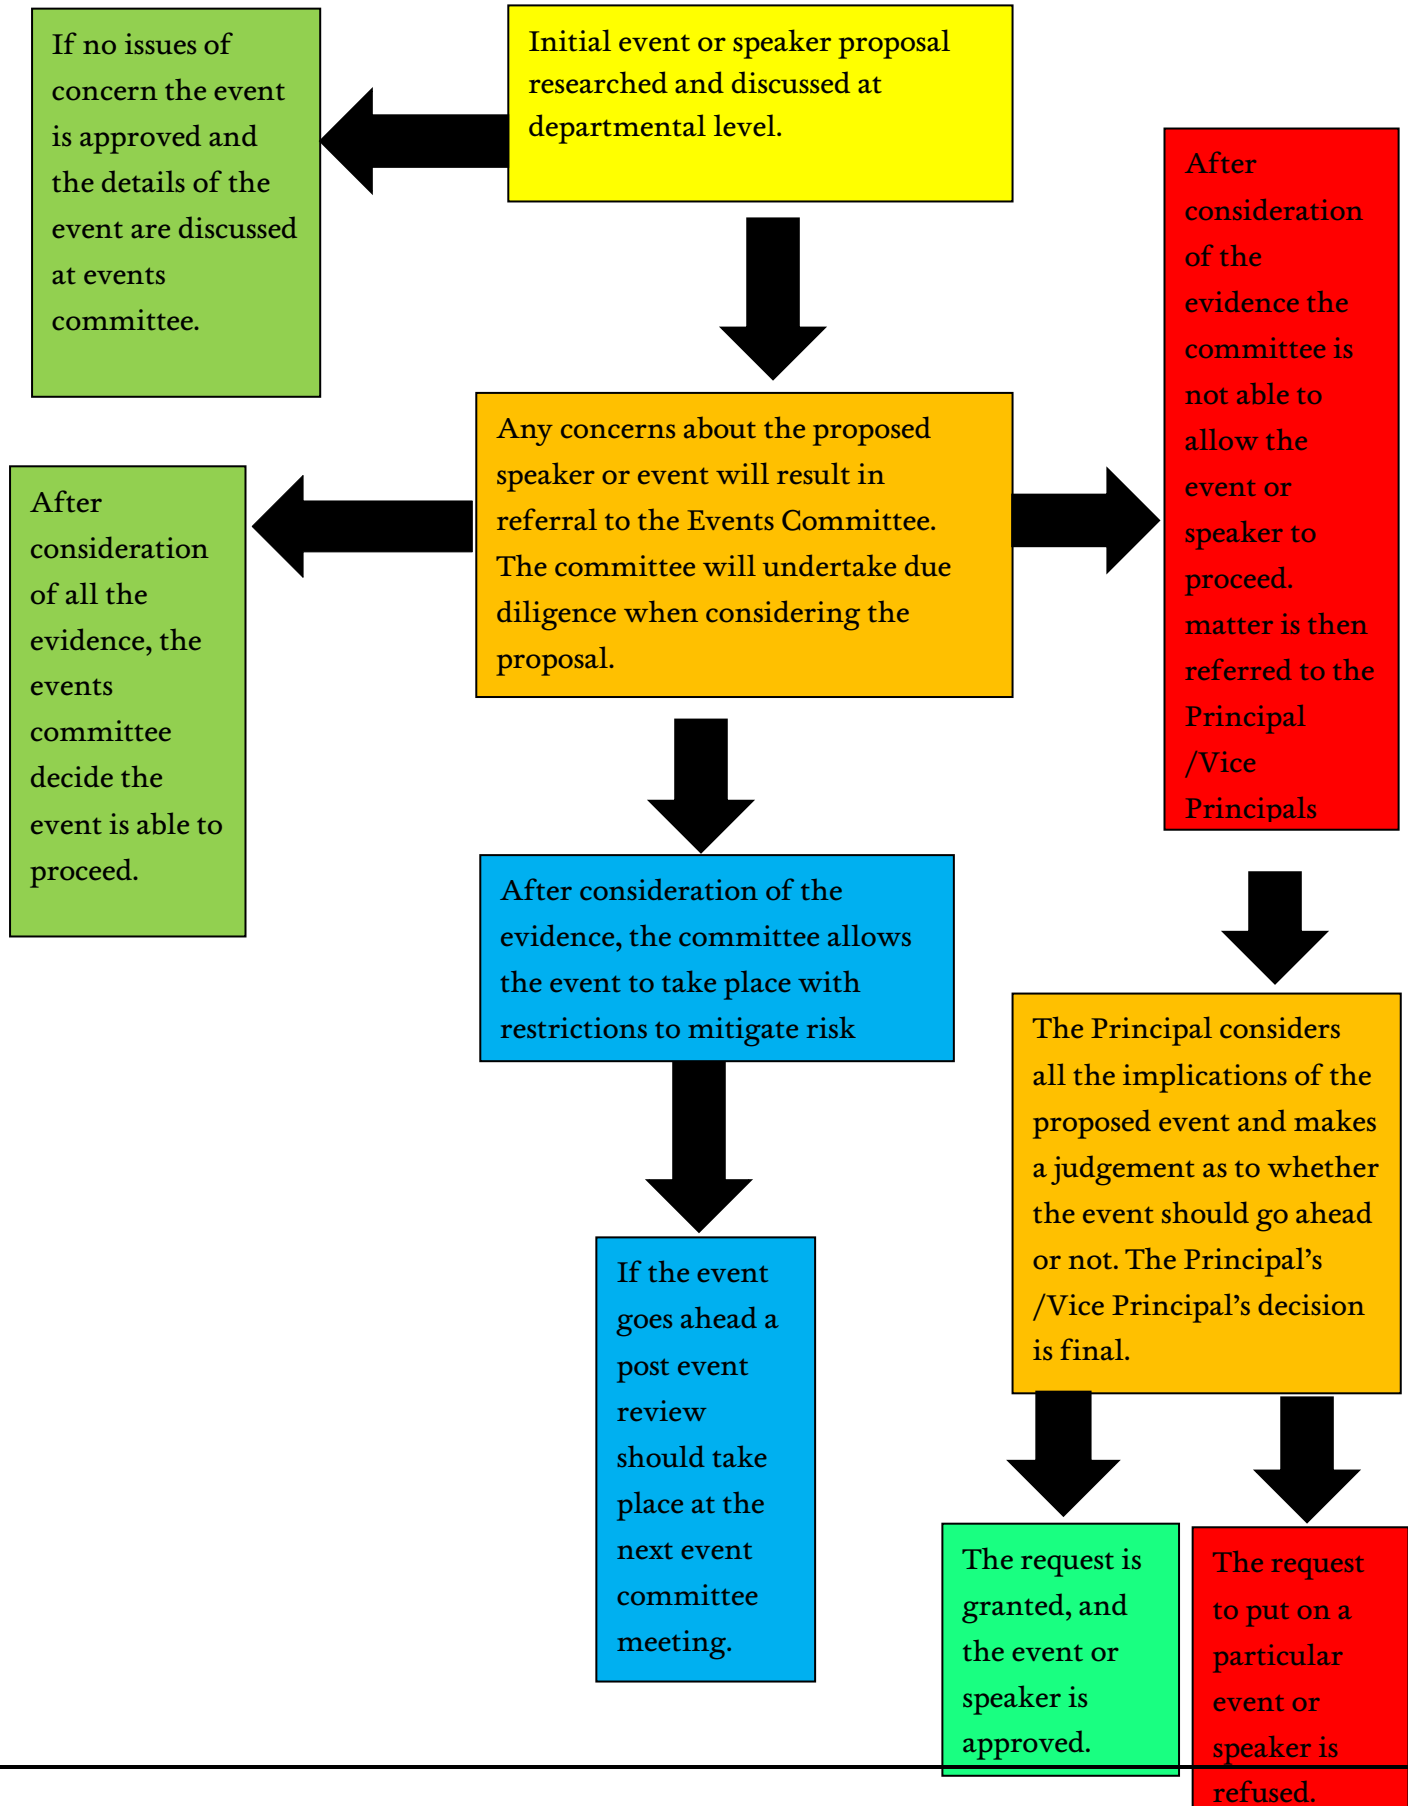 If no issues of
concern the event
is approved and
the details of the
event are discussed
at events
committee.
Initial event or speaker proposal
researched and discussed at
departmental level.
After
consideration
of the
evidence the
committee is
not able to
allow the
event or
speaker to
proceed.
matter is then
referred to the
Principal
/Vice
Principals
Any concerns about the proposed
speaker or event will result in
referral to the Events Committee.
The committee will undertake due
diligence when considering the
proposal.
After
consideration
of all the
evidence, the
events
committee
decide the
event is able to
proceed.
After consideration of the
evidence, the committee allows
the event to take place with
restrictions to mitigate risk
The Principal considers
all the implications of the
proposed event and makes
a judgement as to whether
the event should go ahead
or not. The Principal’s
/Vice Principal’s decision
is final.
If the event
goes ahead a
post event
review
should take
place at the
next event
committee
meeting.
The request is
granted, and
the event or
speaker is
approved.
The request
to put on a
particular
event or
speaker is
refused.